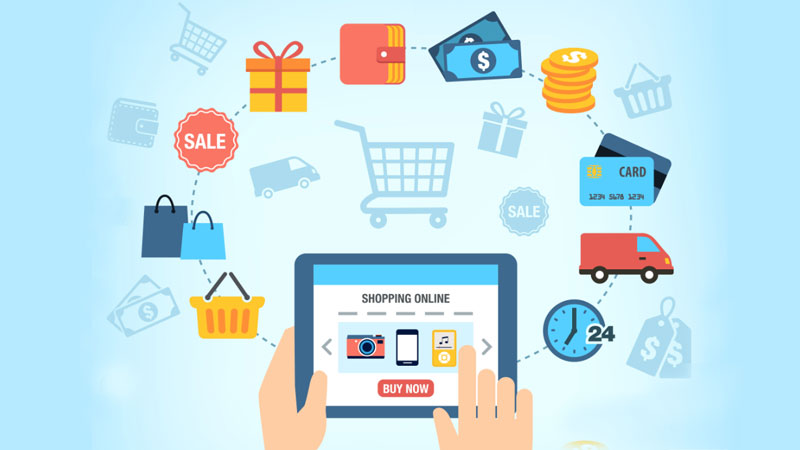 SALE
$
$
CARD
1234 5678 1234
SALE
24
$
$ $
SHOPPING ONLINE
BUY NOW